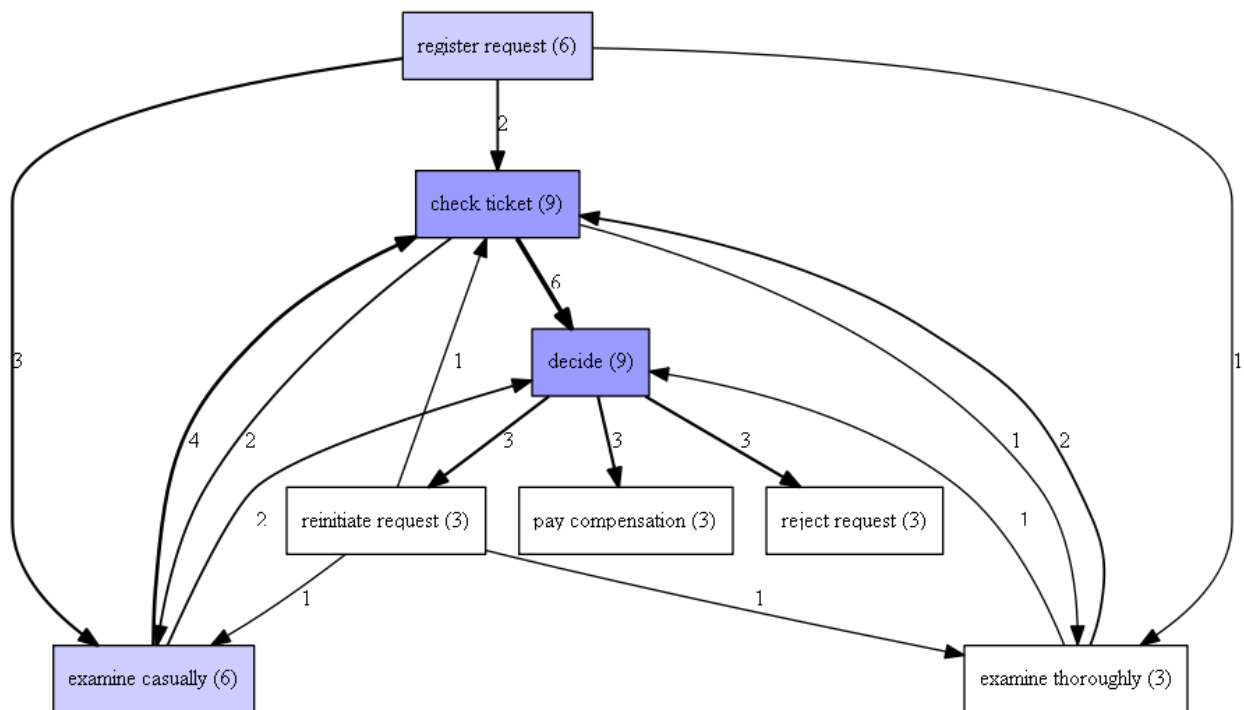 register request (6)
2
check ticket (9)
6
3
1
1
decide (9)
4
2
3
3
3
1
2
reinitiate request (3)
pay compensation (3)
reject request (3)
2
1
1
1
examine casually (6)
examine thoroughly (3)